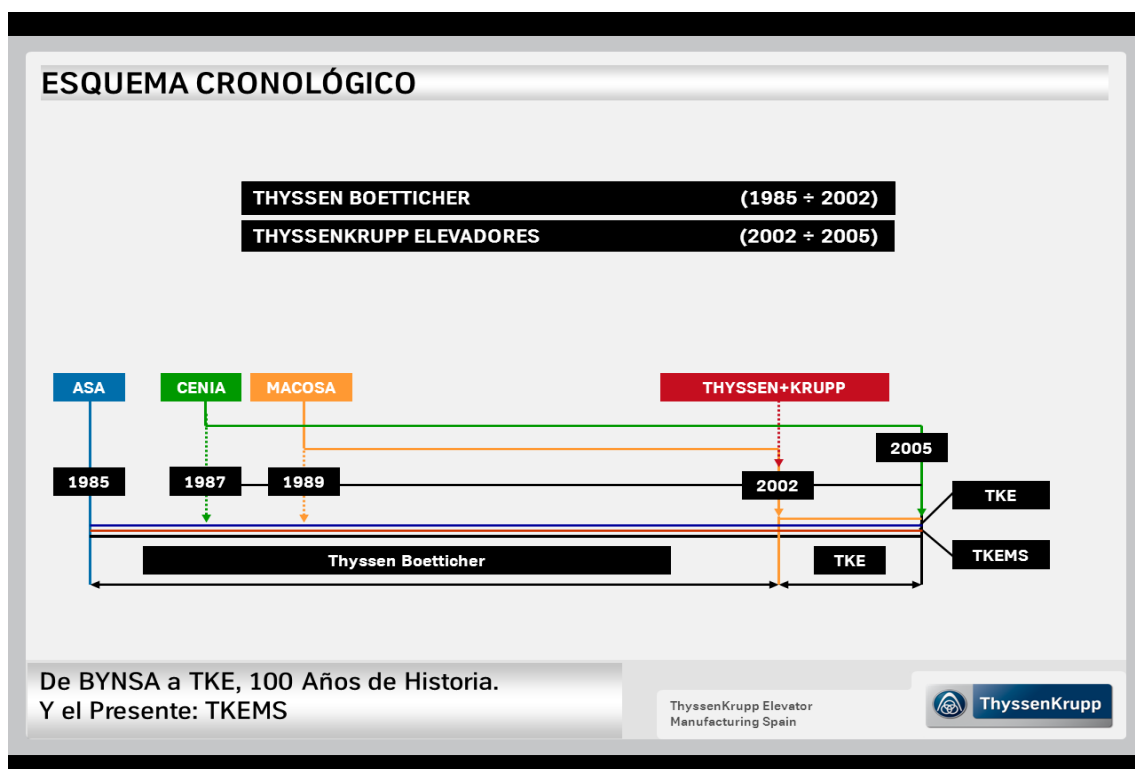 ESQUEMA CRONOLÓGICO
THYSSEN BOETTICHER (1985 ÷ 2002)
THYSSENKRUPP ELEVADORES (2002 ÷ 2005)
ASA CENIA MACOSA THYSSEN+KRUPP
2005
1985 1987 1989 2002
TKE
Thyssen Boetticher TKE TKEMS
De BYNSA a TKE, 100 Años de Historia.
Y el Presente: TKEMS
ThyssenKrupp Elevator
Manufacturing Spain
ThyssenKrupp